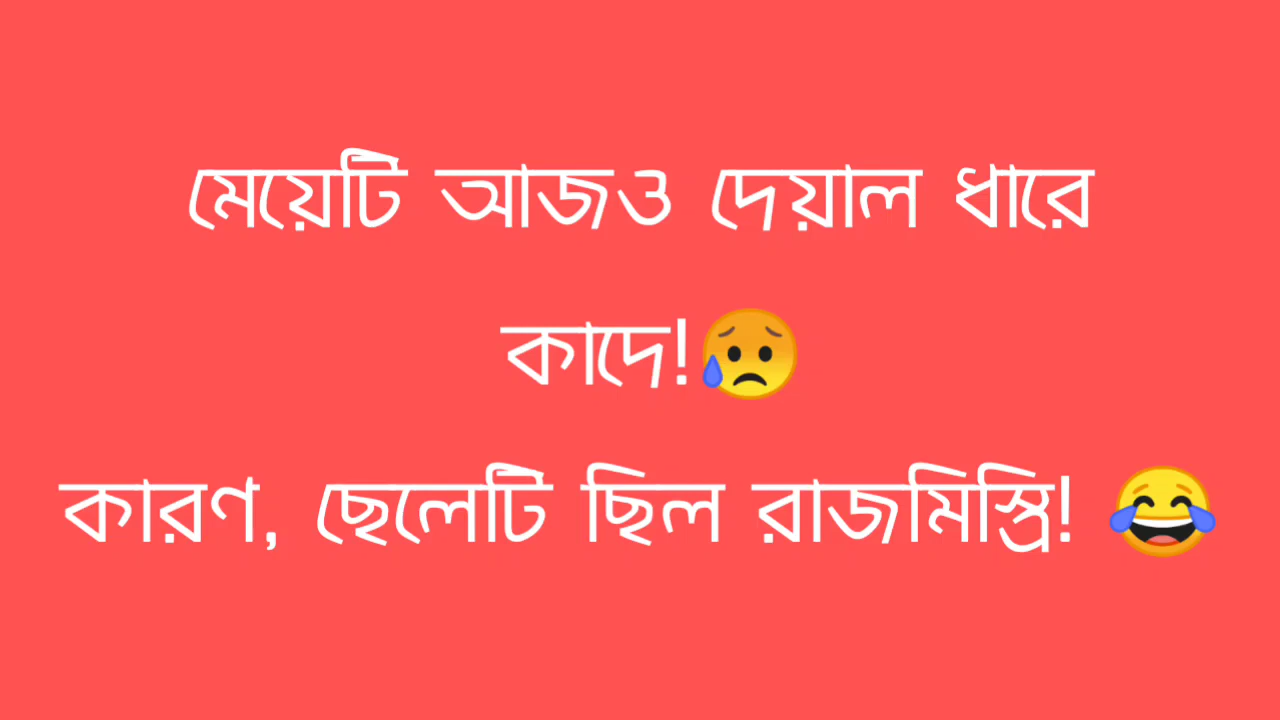 মেয়েটি আজও দেয়াল ধারে
কাদে!😥
কারণ, ছেলেটি ছিল রাজমিস্ত্রি! 😂